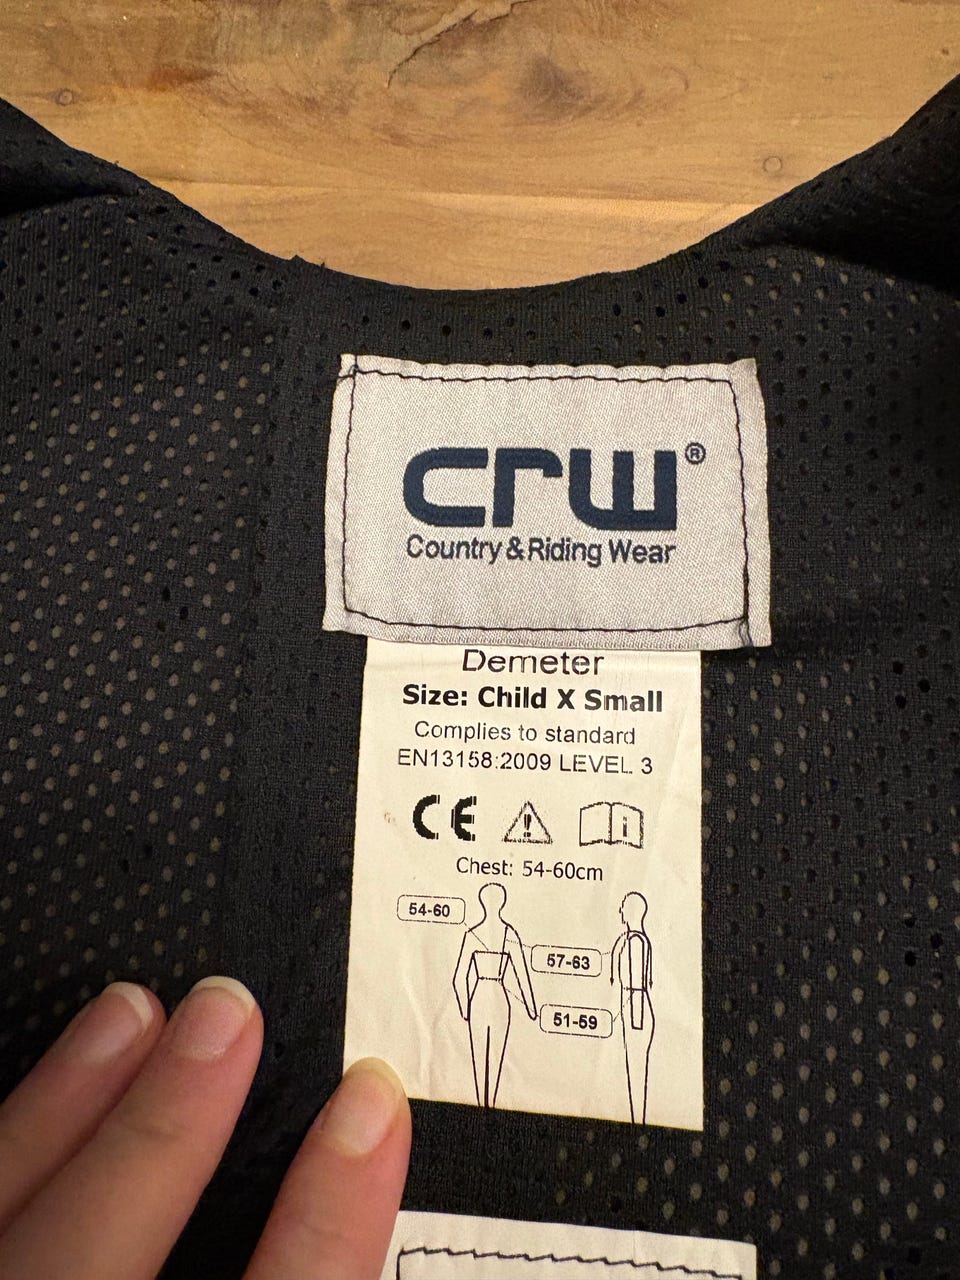 crw®
Country & Riding Wear
Demeter
Size: Child X Small
Complies to standard
EN13158:2009 LEVEL 3
CE
i
Chest: 54-60cm
54-60
57-63
51-59